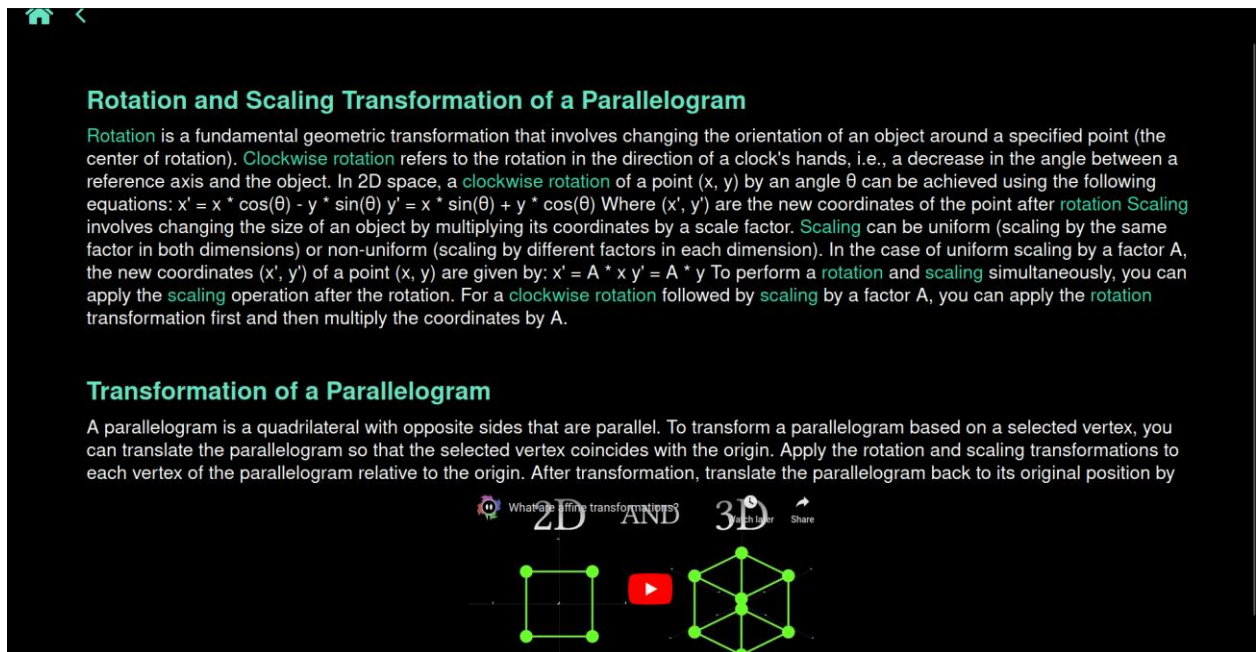 Rotation and Scaling Transformation of a Parallelogram
Rotation is a fundamental geometric transformation that involves changing the orientation of an object around a specified point (the
center of rotation). Clockwise rotation refers to the rotation in the direction of a clock's hands, i.e., a decrease in the angle between a
reference axis and the object. In 2D space, a clockwise rotation of a point (x, y) by an angle θ can be achieved using the following
equations: x' = x * cos(θ) - y * sin(θ) y' = x * sin(θ) + y * cos(θ) Where (x', y') are the new coordinates of the point after rotation Scaling
involves changing the size of an object by multiplying its coordinates by a scale factor. Scaling can be uniform (scaling by the same
factor in both dimensions) or non-uniform (scaling by different factors in each dimension). In the case of uniform scaling by a factor A,
the new coordinates (x', y') of a point (x, y) are given by: x' = A * x y' = A * y To perform a rotation and scaling simultaneously, you can
apply the scaling operation after the rotation. For a clockwise rotation followed by scaling by a factor A, you can apply the rotation
transformation first and then multiply the coordinates by A.
Transformation of a Parallelogram
A parallelogram is a quadrilateral with opposite sides that are parallel. To transform a parallelogram based on a selected vertex, you
can translate the parallelogram so that the selected vertex coincides with the origin. Apply the rotation and scaling transformations to
each vertex of the parallelogram relative to the origin. After transformation, translate the parallelogram back to its original position by
What are affine transformations?
2D AND 3D
Watch later Share